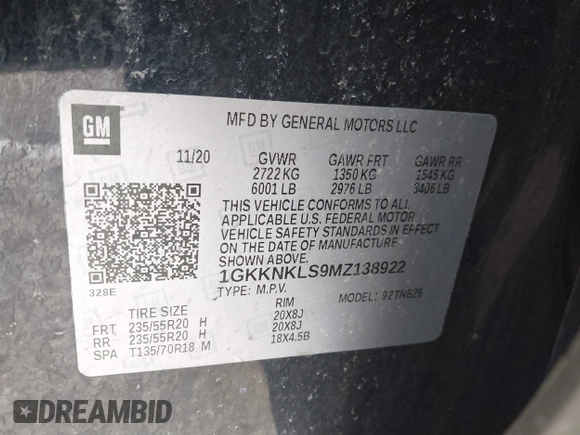 GM
MFD BY GENERAL MOTORS LLC
11/20 GVWR GAWR FRT GAWR RR
2722 KG 1350 KG 1545 KG
6001 LB 2976 LB 3406 LB
THIS VEHICLE CONFORMS TO ALL
APPLICABLE U.S. FEDERAL MOTOR
VEHICLE SAFETY STANDARDS IN EFFECT
ON THE DATE OF MANUFACTURE
SHOWN ABOVE.
1GKKNKLS9MZ138922
TYPE: M.P.V. MODEL: 92TNB26
328E
TIRE SIZE RIM
FRT 235/55R20 H 20X8J
RR 235/55R20 H 20X8J
SPA T135/70R18 M 18X4.5B
DREAMBID